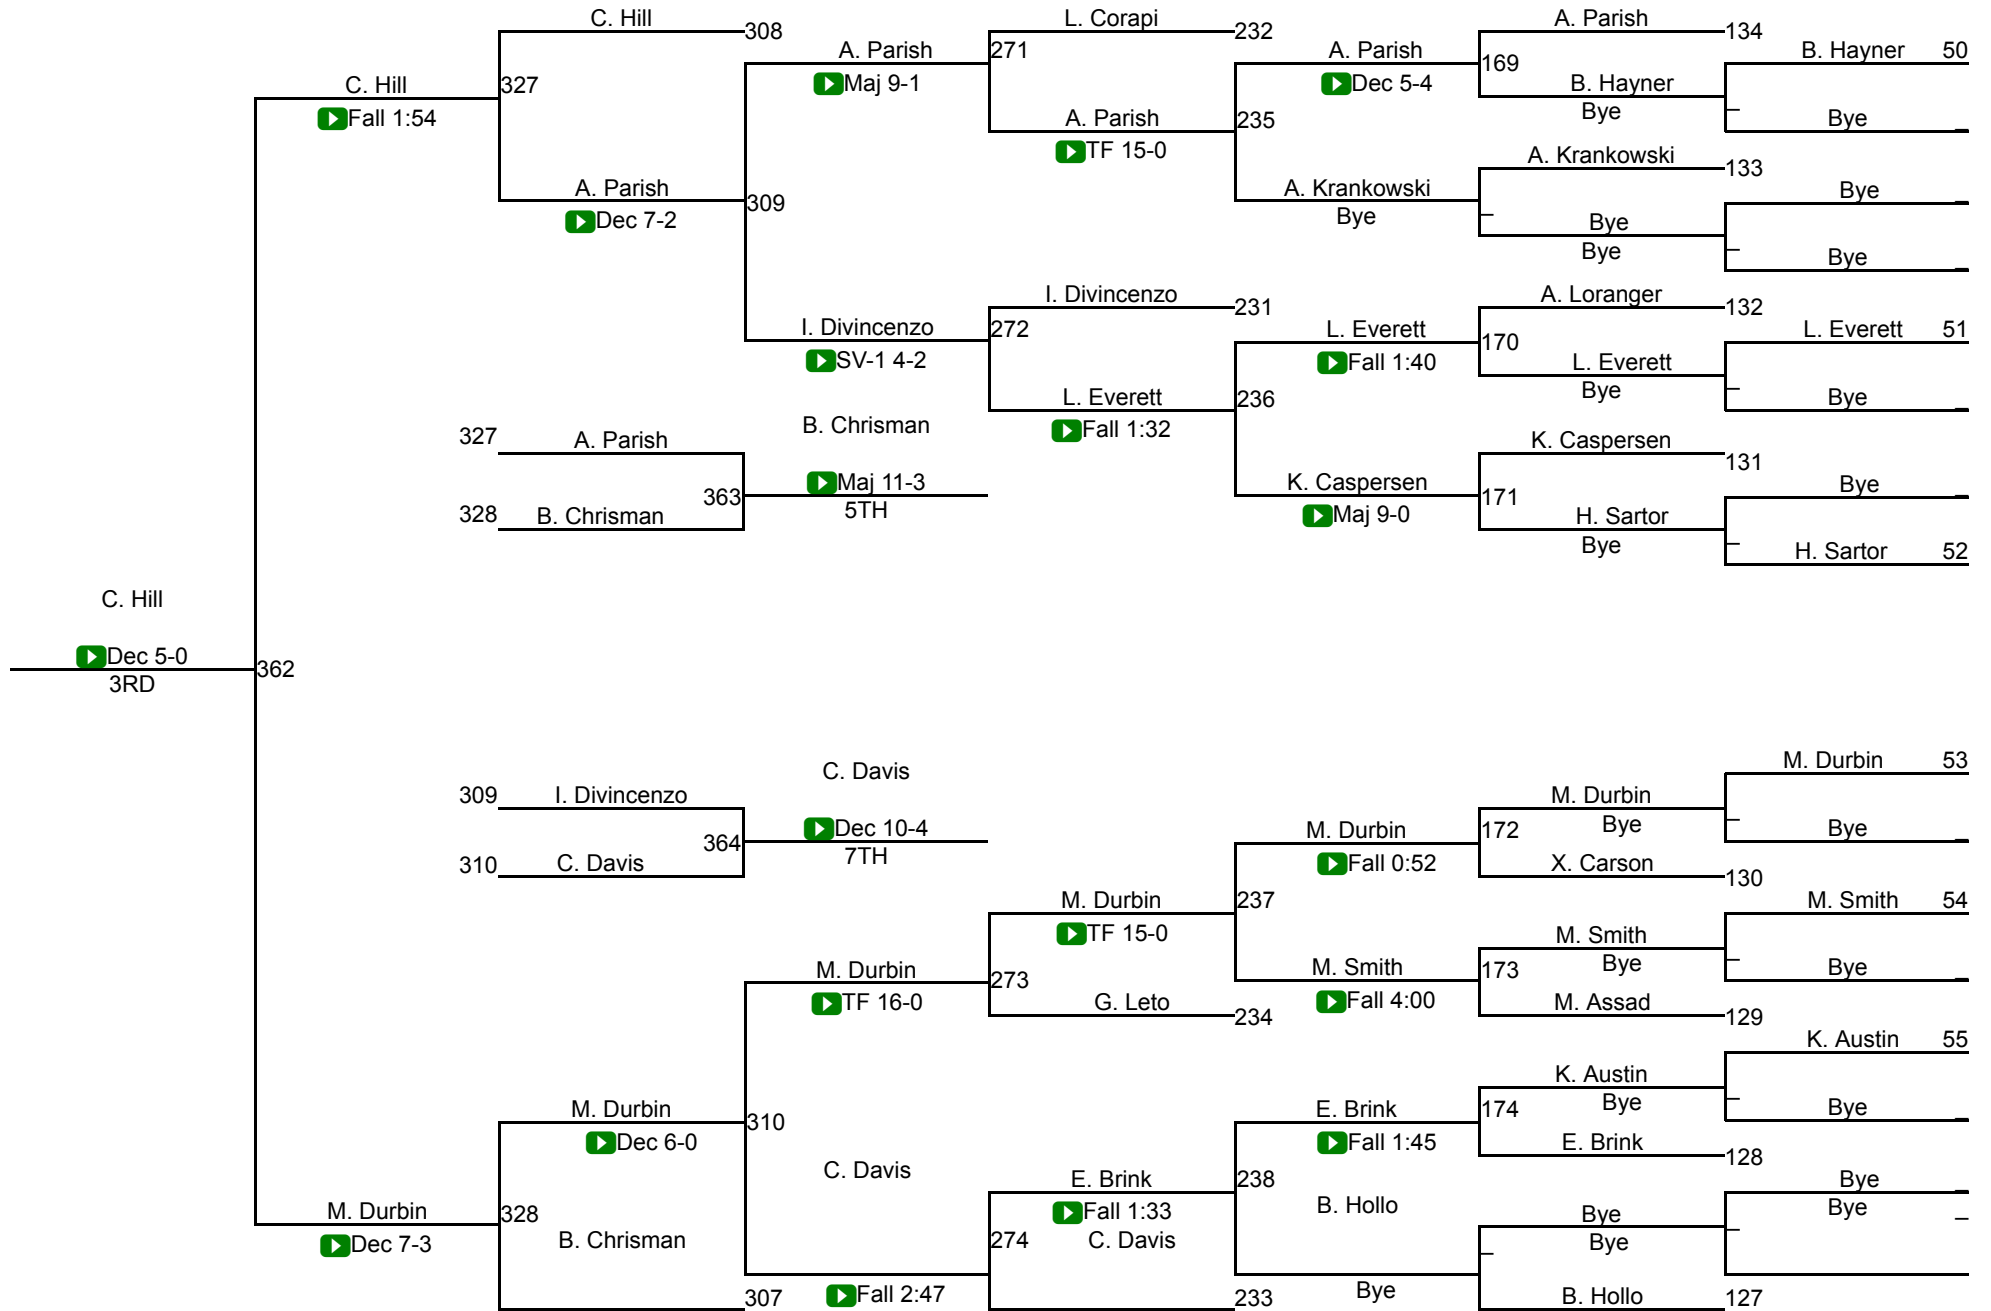 C. Hill
308
L. Corapi
232
A. Parish
134
A. Parish
271
A. Parish
B. Hayner 50
C. Hill
327
Maj 9-1
Dec 5-4
169
B. Hayner
Bye
Fall 1:54
A. Parish
235
Bye
TF 15-0
A. Krankowski
133
A. Parish
309
A. Krankowski
Bye
Dec 7-2
Bye
Bye
Bye
Bye
I. Divincenzo
231
A. Loranger
132
I. Divincenzo
272
L. Everett
170
L. Everett 51
SV-1 4-2
Fall 1:40
L. Everett
Bye
L. Everett
236
Bye
B. Chrisman
Fall 1:32
327
A. Parish
K. Caspersen
131
363
Maj 11-3
K. Caspersen
171
Bye
5TH
Maj 9-0
328
B. Chrisman
H. Sartor
Bye
H. Sartor 52
C. Hill
Dec 5-0
362
3RD
C. Davis
M. Durbin 53
309
I. Divincenzo
M. Durbin
Bye
364
Dec 10-4
M. Durbin
172
Bye
7TH
Fall 0:52
310
C. Davis
X. Carson
130
M. Durbin
237
M. Smith 54
TF 15-0
M. Smith
Bye
M. Durbin
273
M. Smith
173
Bye
TF 16-0
G. Leto
234
Fall 4:00
M. Assad
129
K. Austin 55
K. Austin
Bye
M. Durbin
310
E. Brink
174
Bye
Dec 6-0
Fall 1:45
E. Brink
128
C. Davis
E. Brink
238
Bye
Bye
M. Durbin
328
Fall 1:33
B. Hollo
Bye
Bye
Dec 7-3
B. Chrisman
274
C. Davis
307
Fall 2:47
233
Bye
B. Hollo
127